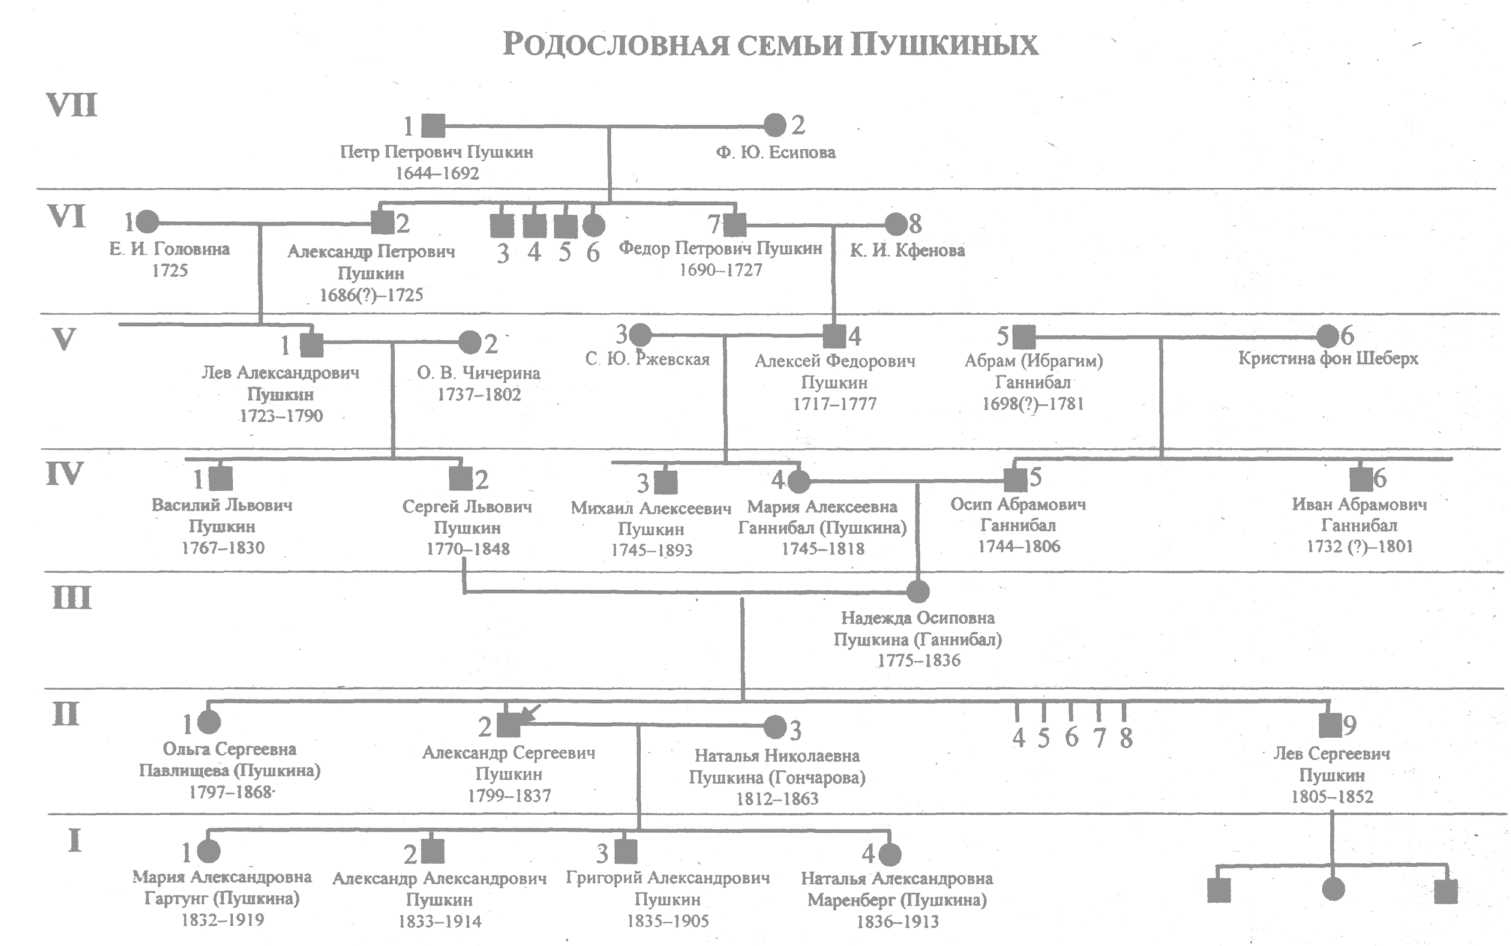 РОДОСЛОВНАЯ СЕМЬИ ПУШКИНЫХ
VII
1
2
Петр Петрович Пушкин
1644–1692
Ф. Ю. Есипова
VI
1
2
3
4
5
6
7
8
Е. И. Головина
1725
Александр Петрович
Пушкин
1686(?)–1725
Федор Петрович Пушкин
1690–1727
К. И. Кфенова
V
1
2
3
4
5
6
Лев Александрович
Пушкин
1723–1790
О. В. Чичерина
1737–1802
С. Ю. Ржевская
Алексей Федорович
Пушкин
1717–1777
Абрам (Ибрагим)
Ганнибал
1698(?)–1781
Кристина фон Шеберх
IV
1
2
3
4
5
6
Василий Львович
Пушкин
1767–1830
Сергей Львович
Пушкин
1770–1848
Михаил Алексеевич
Пушкин
1745–1893
Мария Алексеевна
Ганнибал (Пушкина)
1745–1818
Осип Абрамович
Ганнибал
1744–1806
Иван Абрамович
Ганнибал
1732 (?)–1801
III
Надежда Осиповна
Пушкина (Ганнибал)
1775–1836
II
1
2
3
4
5
6
7
8
9
Ольга Сергеевна
Павлищева (Пушкина)
1797–1868
Александр Сергеевич
Пушкин
1799–1837
Наталья Николаевна
Пушкина (Гончарова)
1812–1863
Лев Сергеевич
Пушкин
1805–1852
I
1
2
3
4
Мария Александровна
Гартунг (Пушкина)
1832–1919
Александр Александрович
Пушкин
1833–1914
Григорий Александрович
Пушкин
1835–1905
Наталья Александровна
Маренберг (Пушкина)
1836–1913